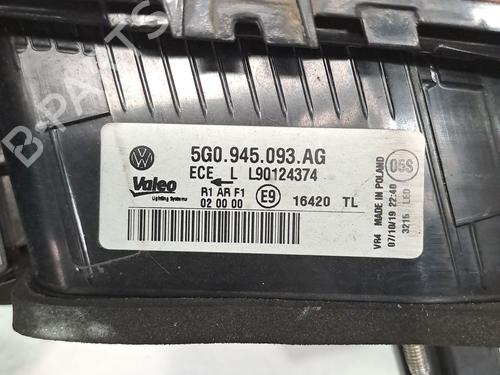 B-PARTS
5G0.945.093.AG
ECE L L90124374
Valeo
Lighting Systems
R1 AR F1
02 00 00
E9
16420 TL
VR4 MADE IN POLAND
07/10/19 22:40
3215 LED
05S